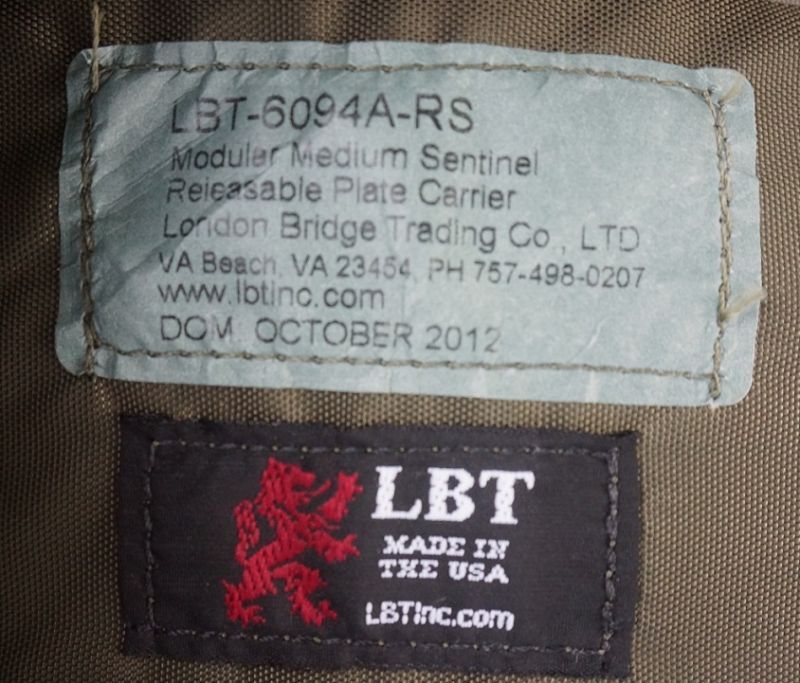 LBT-6094A-RS
Modular Medium Sentinel
Releasable Plate Carrier
London Bridge Trading Co., LTD
VA Beach, VA 23454, PH 757-498-0207
www.lbtinc.com
DOM. OCTOBER 2012
LBT
MADE IN
THE USA
LBTInc.com